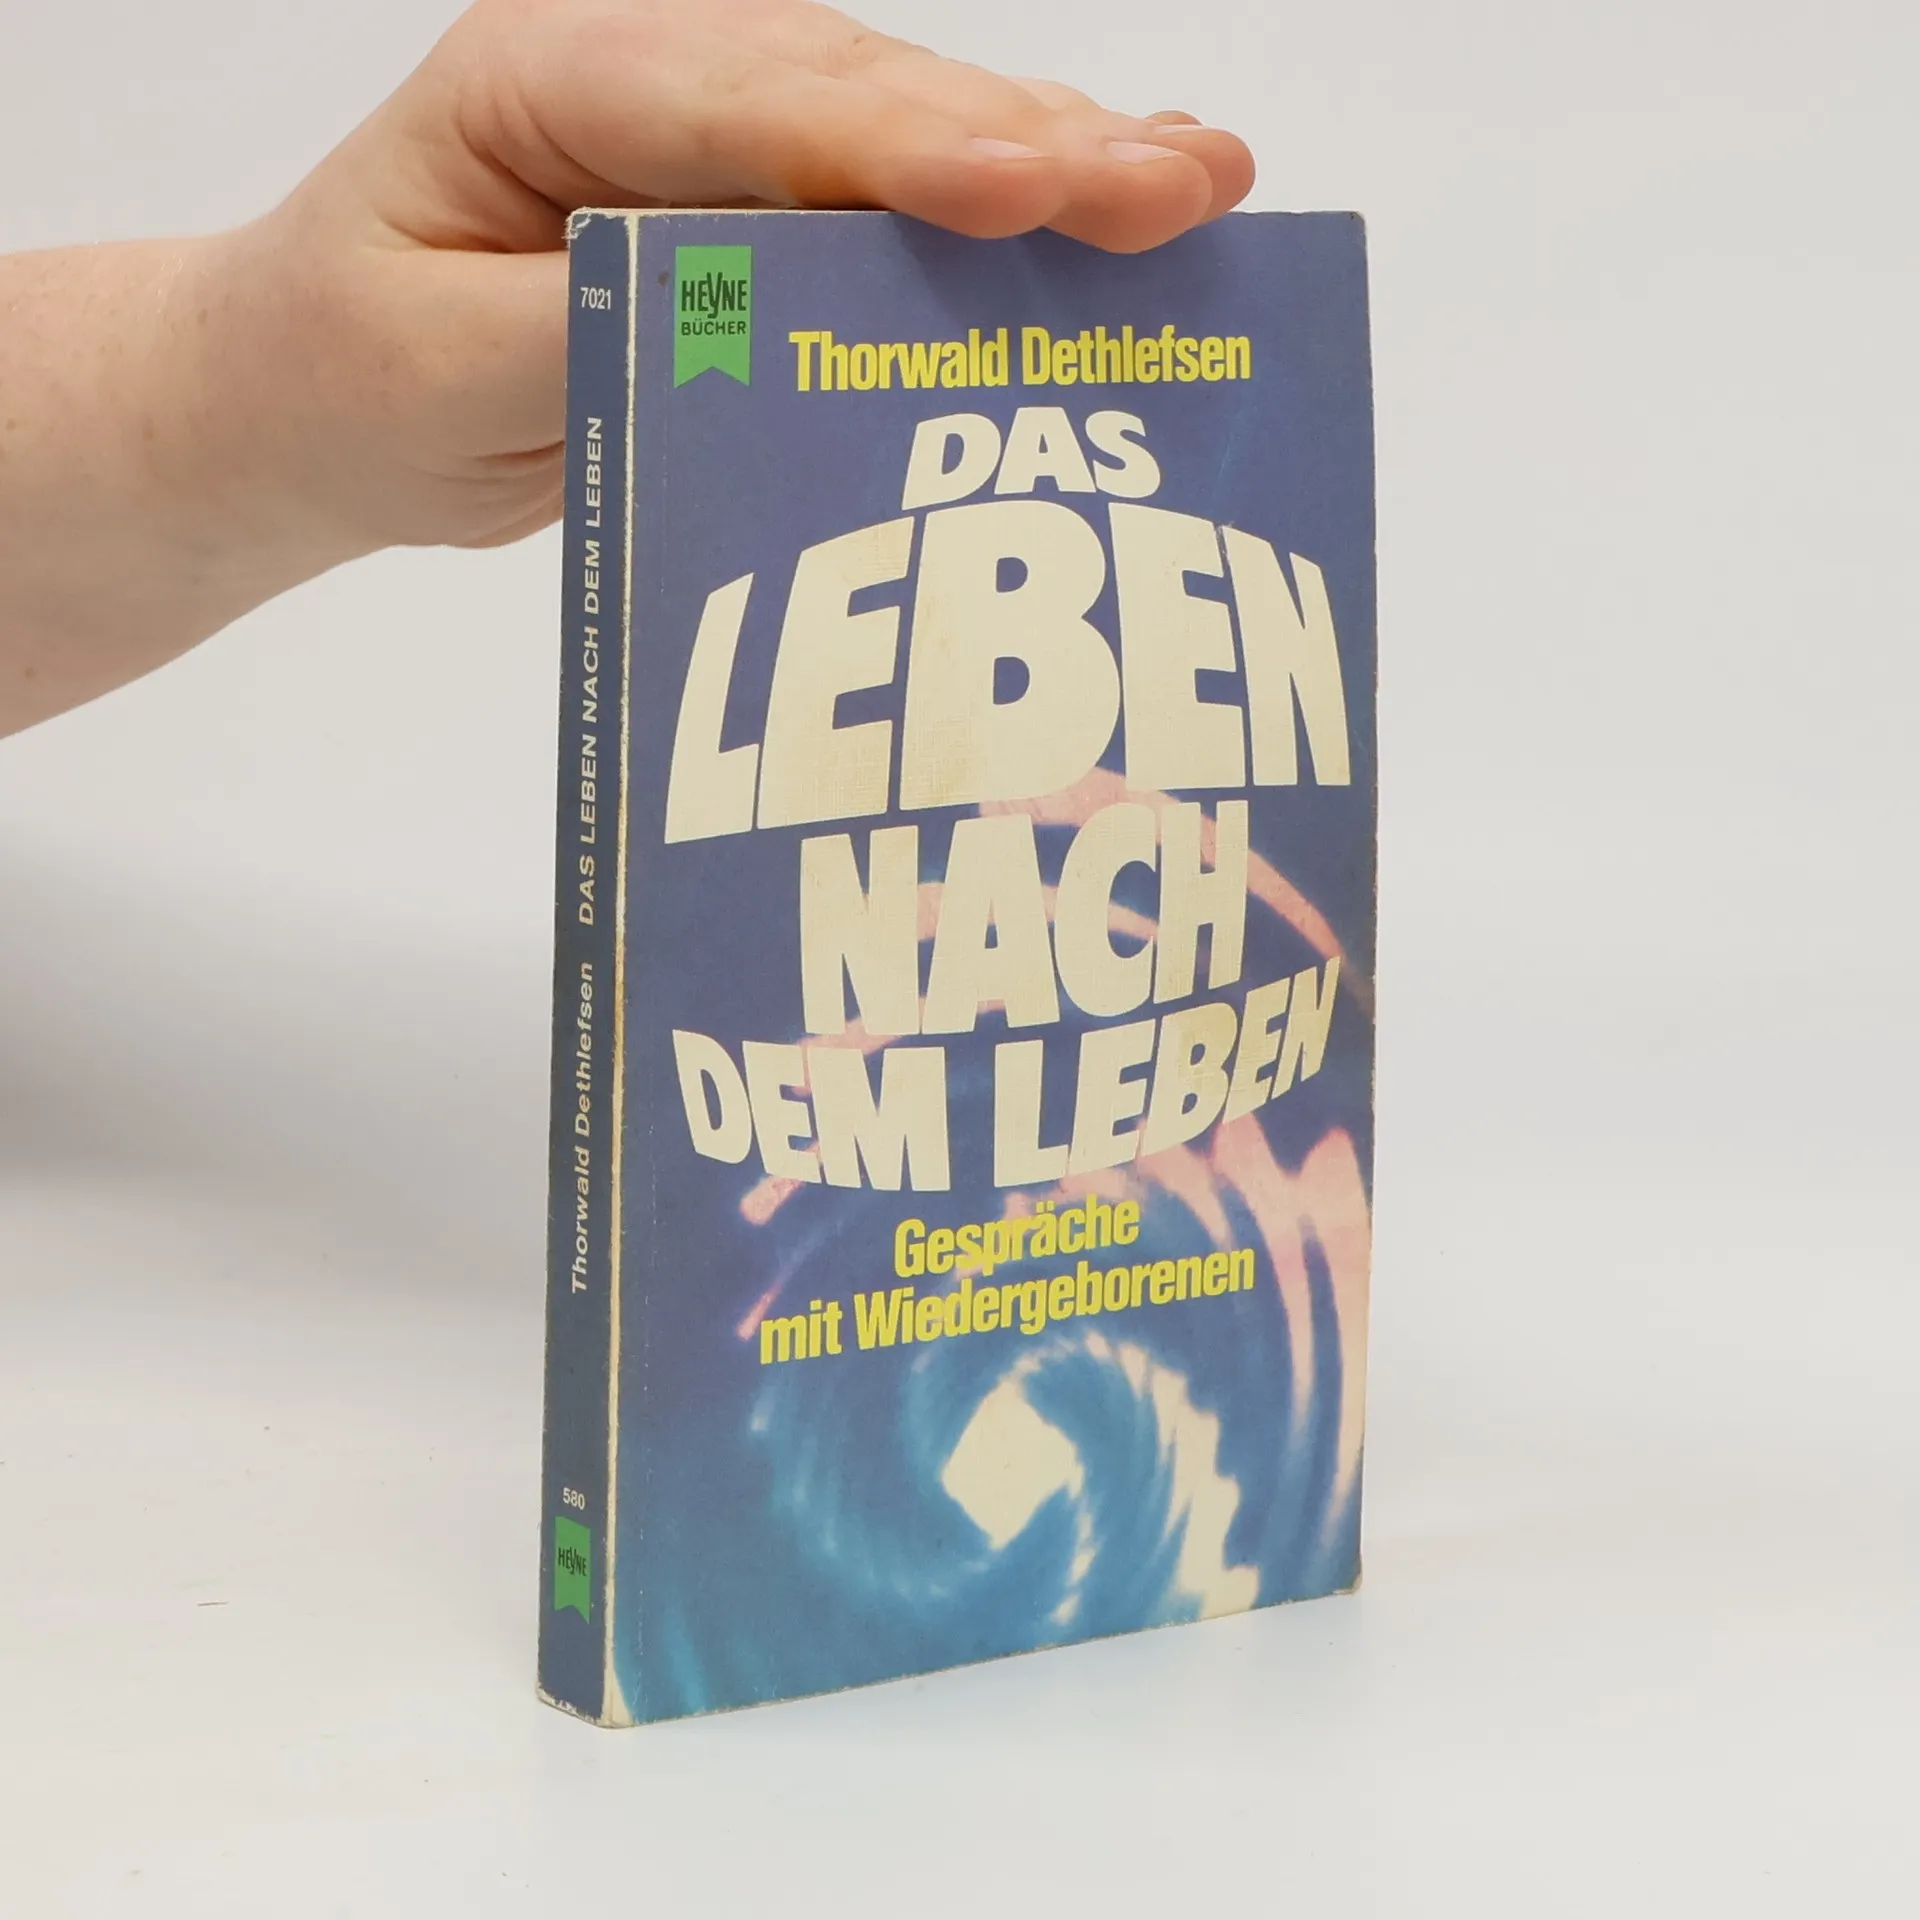 7021
DAS LEBEN NACH DEM LEBEN
Thorwald Dethlefsen
580
HEYNE
HEYNE
BÜCHER
Thorwald Dethlefsen
DAS
LEBEN
NACH
DEM LEBEN
Gespräche
mit Wiedergeborenen